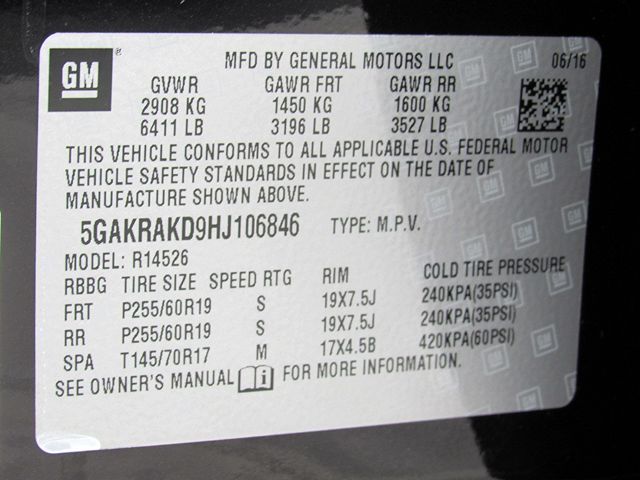 GM ®
MFD BY GENERAL MOTORS LLC 06/16
GVWR GAWR FRT GAWR RR
2908 KG 1450 KG 1600 KG
6411 LB 3196 LB 3527 LB
THIS VEHICLE CONFORMS TO ALL APPLICABLE U.S. FEDERAL MOTOR
VEHICLE SAFETY STANDARDS IN EFFECT ON THE DATE OF
MANUFACTURE SHOWN ABOVE.
5GAKRAKD9HJ106846 TYPE: M.P.V.
MODEL: R14526
RBBG TIRE SIZE SPEED RTG RIM COLD TIRE PRESSURE
FRT P255/60R19 S 19X7.5J 240KPA(35PSI)
RR P255/60R19 S 19X7.5J 240KPA(35PSI)
SPA T145/70R17 M 17X4.5B 420KPA(60PSI)
SEE OWNER'S MANUAL i FOR MORE INFORMATION.